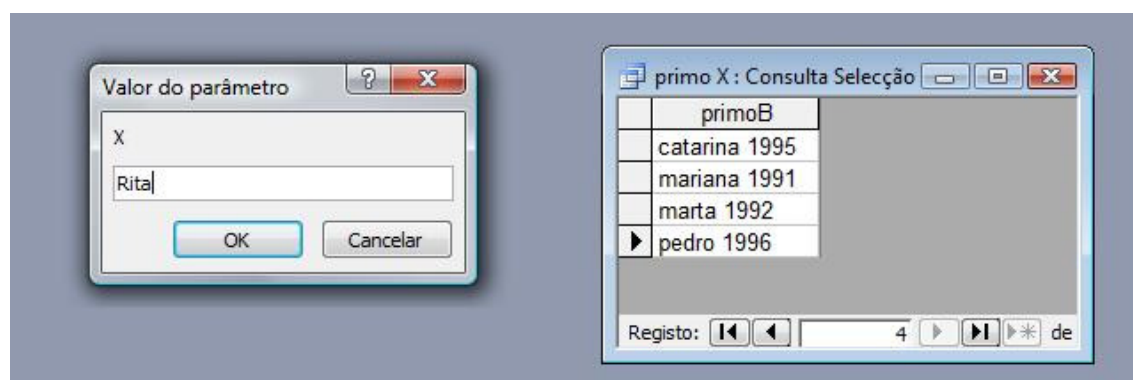 Valor do parâmetro
X
Rita
OK
Cancelar
primo X : Consulta Selecção
primoB
catarina 1995
mariana 1991
marta 1992
pedro 1996
Registo: 4 de